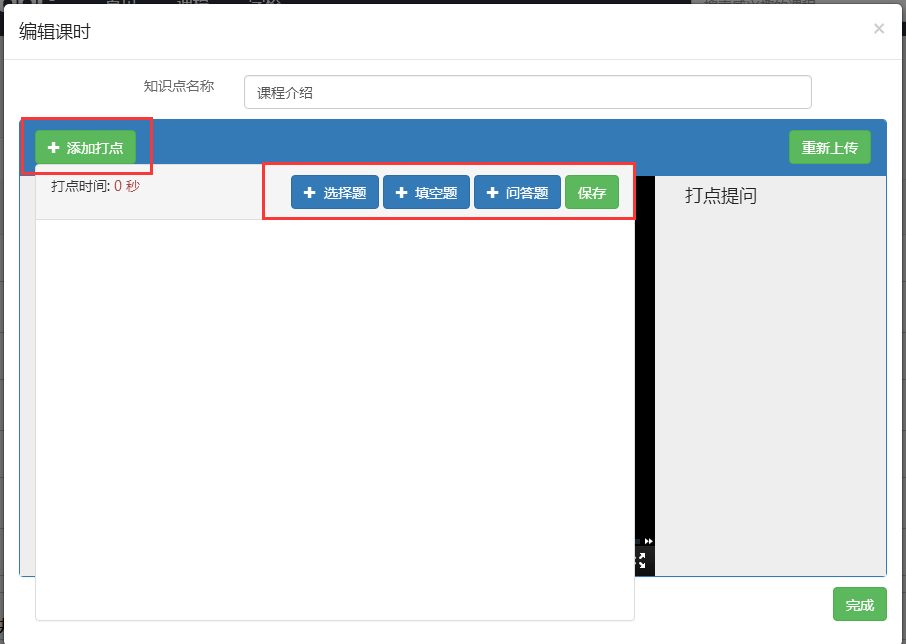 编辑课时
×
知识点名称
课程介绍
添加打点
重新上传
打点时间: 0 秒
选择题
填空题
问答题
保存
打点提问
完成